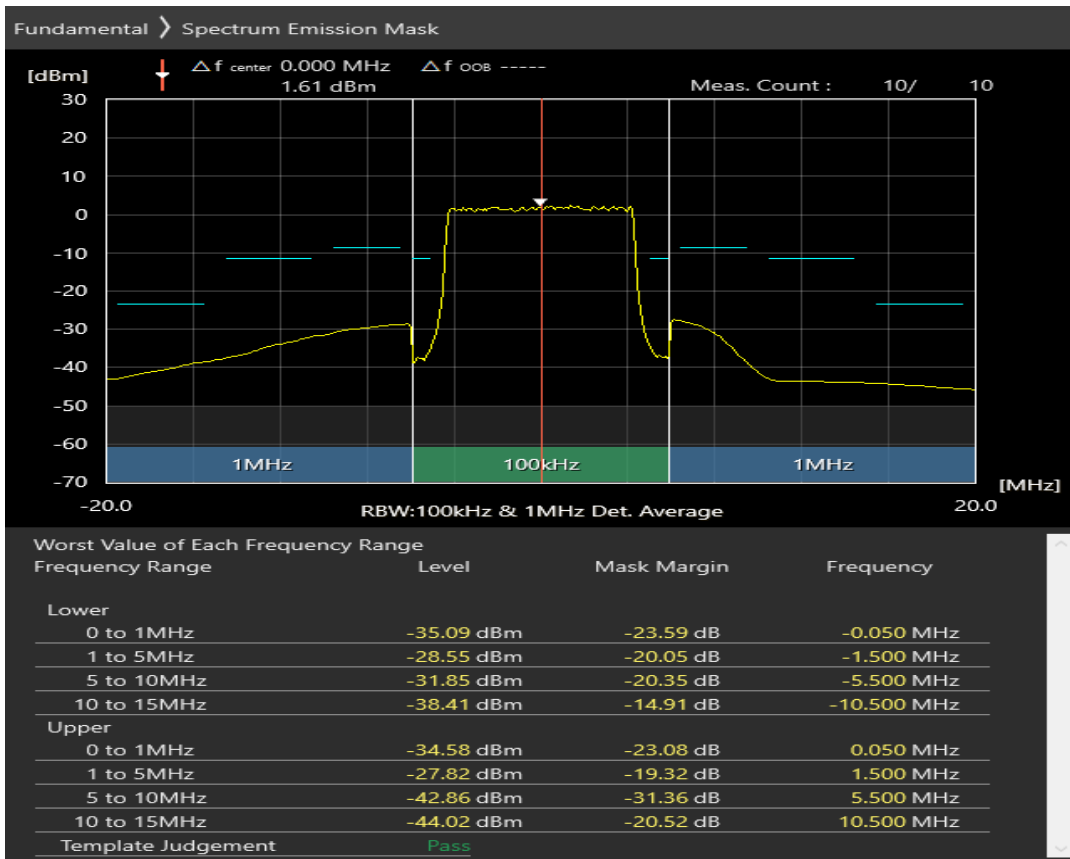 Fundamental ❯ Spectrum Emission Mask
[dBm] △f center 0.000 MHz △f OOB -----
1.61 dBm Meas. Count : 10/ 10
30
20
10
0
-10
-20
-30
-40
-50
-60
1MHz 100kHz 1MHz
-70 [MHz]
-20.0 RBW:100kHz & 1MHz Det. Average 20.0
Worst Value of Each Frequency Range
Frequency Range Level Mask Margin Frequency
Lower
0 to 1MHz -35.09 dBm -23.59 dB -0.050 MHz
1 to 5MHz -28.55 dBm -20.05 dB -1.500 MHz
5 to 10MHz -31.85 dBm -20.35 dB -5.500 MHz
10 to 15MHz -38.41 dBm -14.91 dB -10.500 MHz
Upper
0 to 1MHz -34.58 dBm -23.08 dB 0.050 MHz
1 to 5MHz -27.82 dBm -19.32 dB 1.500 MHz
5 to 10MHz -42.86 dBm -31.36 dB 5.500 MHz
10 to 15MHz -44.02 dBm -20.52 dB 10.500 MHz
Template Judgement Pass